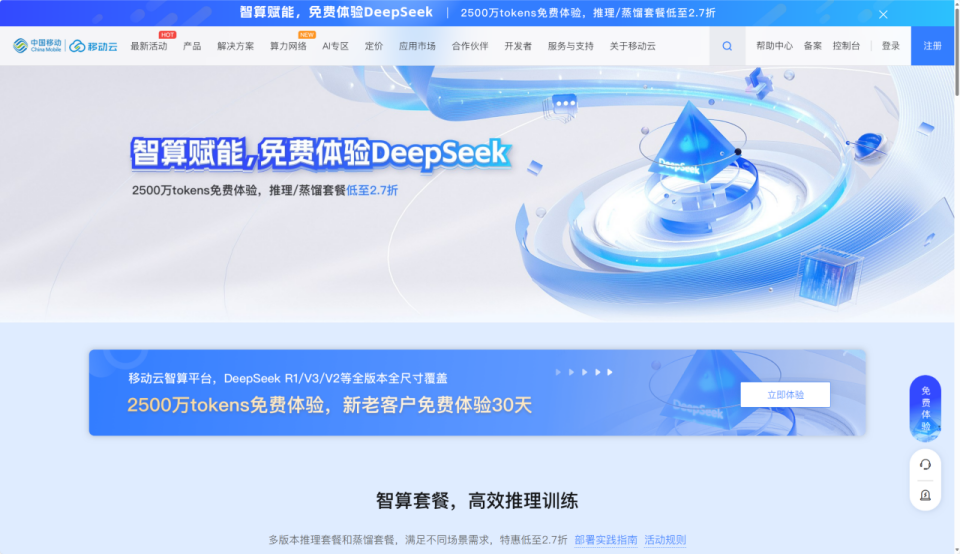 智算赋能，免费体验DeepSeek | 2500万tokens免费体验，推理/蒸馏套餐低至2.7折
中国移动 China Mobile 移动云 最新活动 HOT 产品 解决方案 算力网络 NEW AI专区 定价 应用市场 合作伙伴 开发者 服务与支持 关于移动云 帮助中心 备案 控制台 登录 注册
智算赋能,免费体验DeepSeek
2500万tokens免费体验，推理/蒸馏套餐低至2.7折
DeepSeek
移动云智算平台，DeepSeek R1/V3/V2等全版本全尺寸覆盖
2500万tokens免费体验，新老客户免费体验30天
立即体验
DeepSeek
免费体验
智算套餐，高效推理训练
多版本推理套餐和蒸馏套餐，满足不同场景需求，特惠低至2.7折 部署实践指南 活动规则